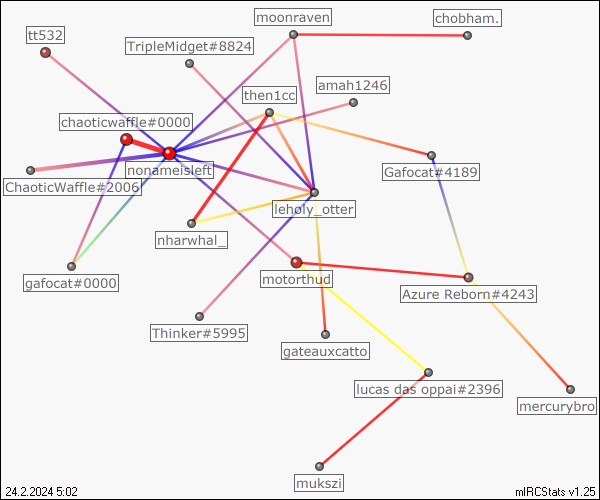 moonraven
chobham.
tt532
TripleMidget#8824
amah1246
then1cc
chaoticwaffle#0000
nonameisleft
Gafocat#4189
ChaoticWaffle#2006
leholy_otter
nharwhal_
gafocat#0000
motorthud
Azure Reborn#4243
Thinker#5995
gateauxcatto
lucas das oppai#2396
mercurybro
mukszi
24.2.2024 5:02
mIRCStats v1.25